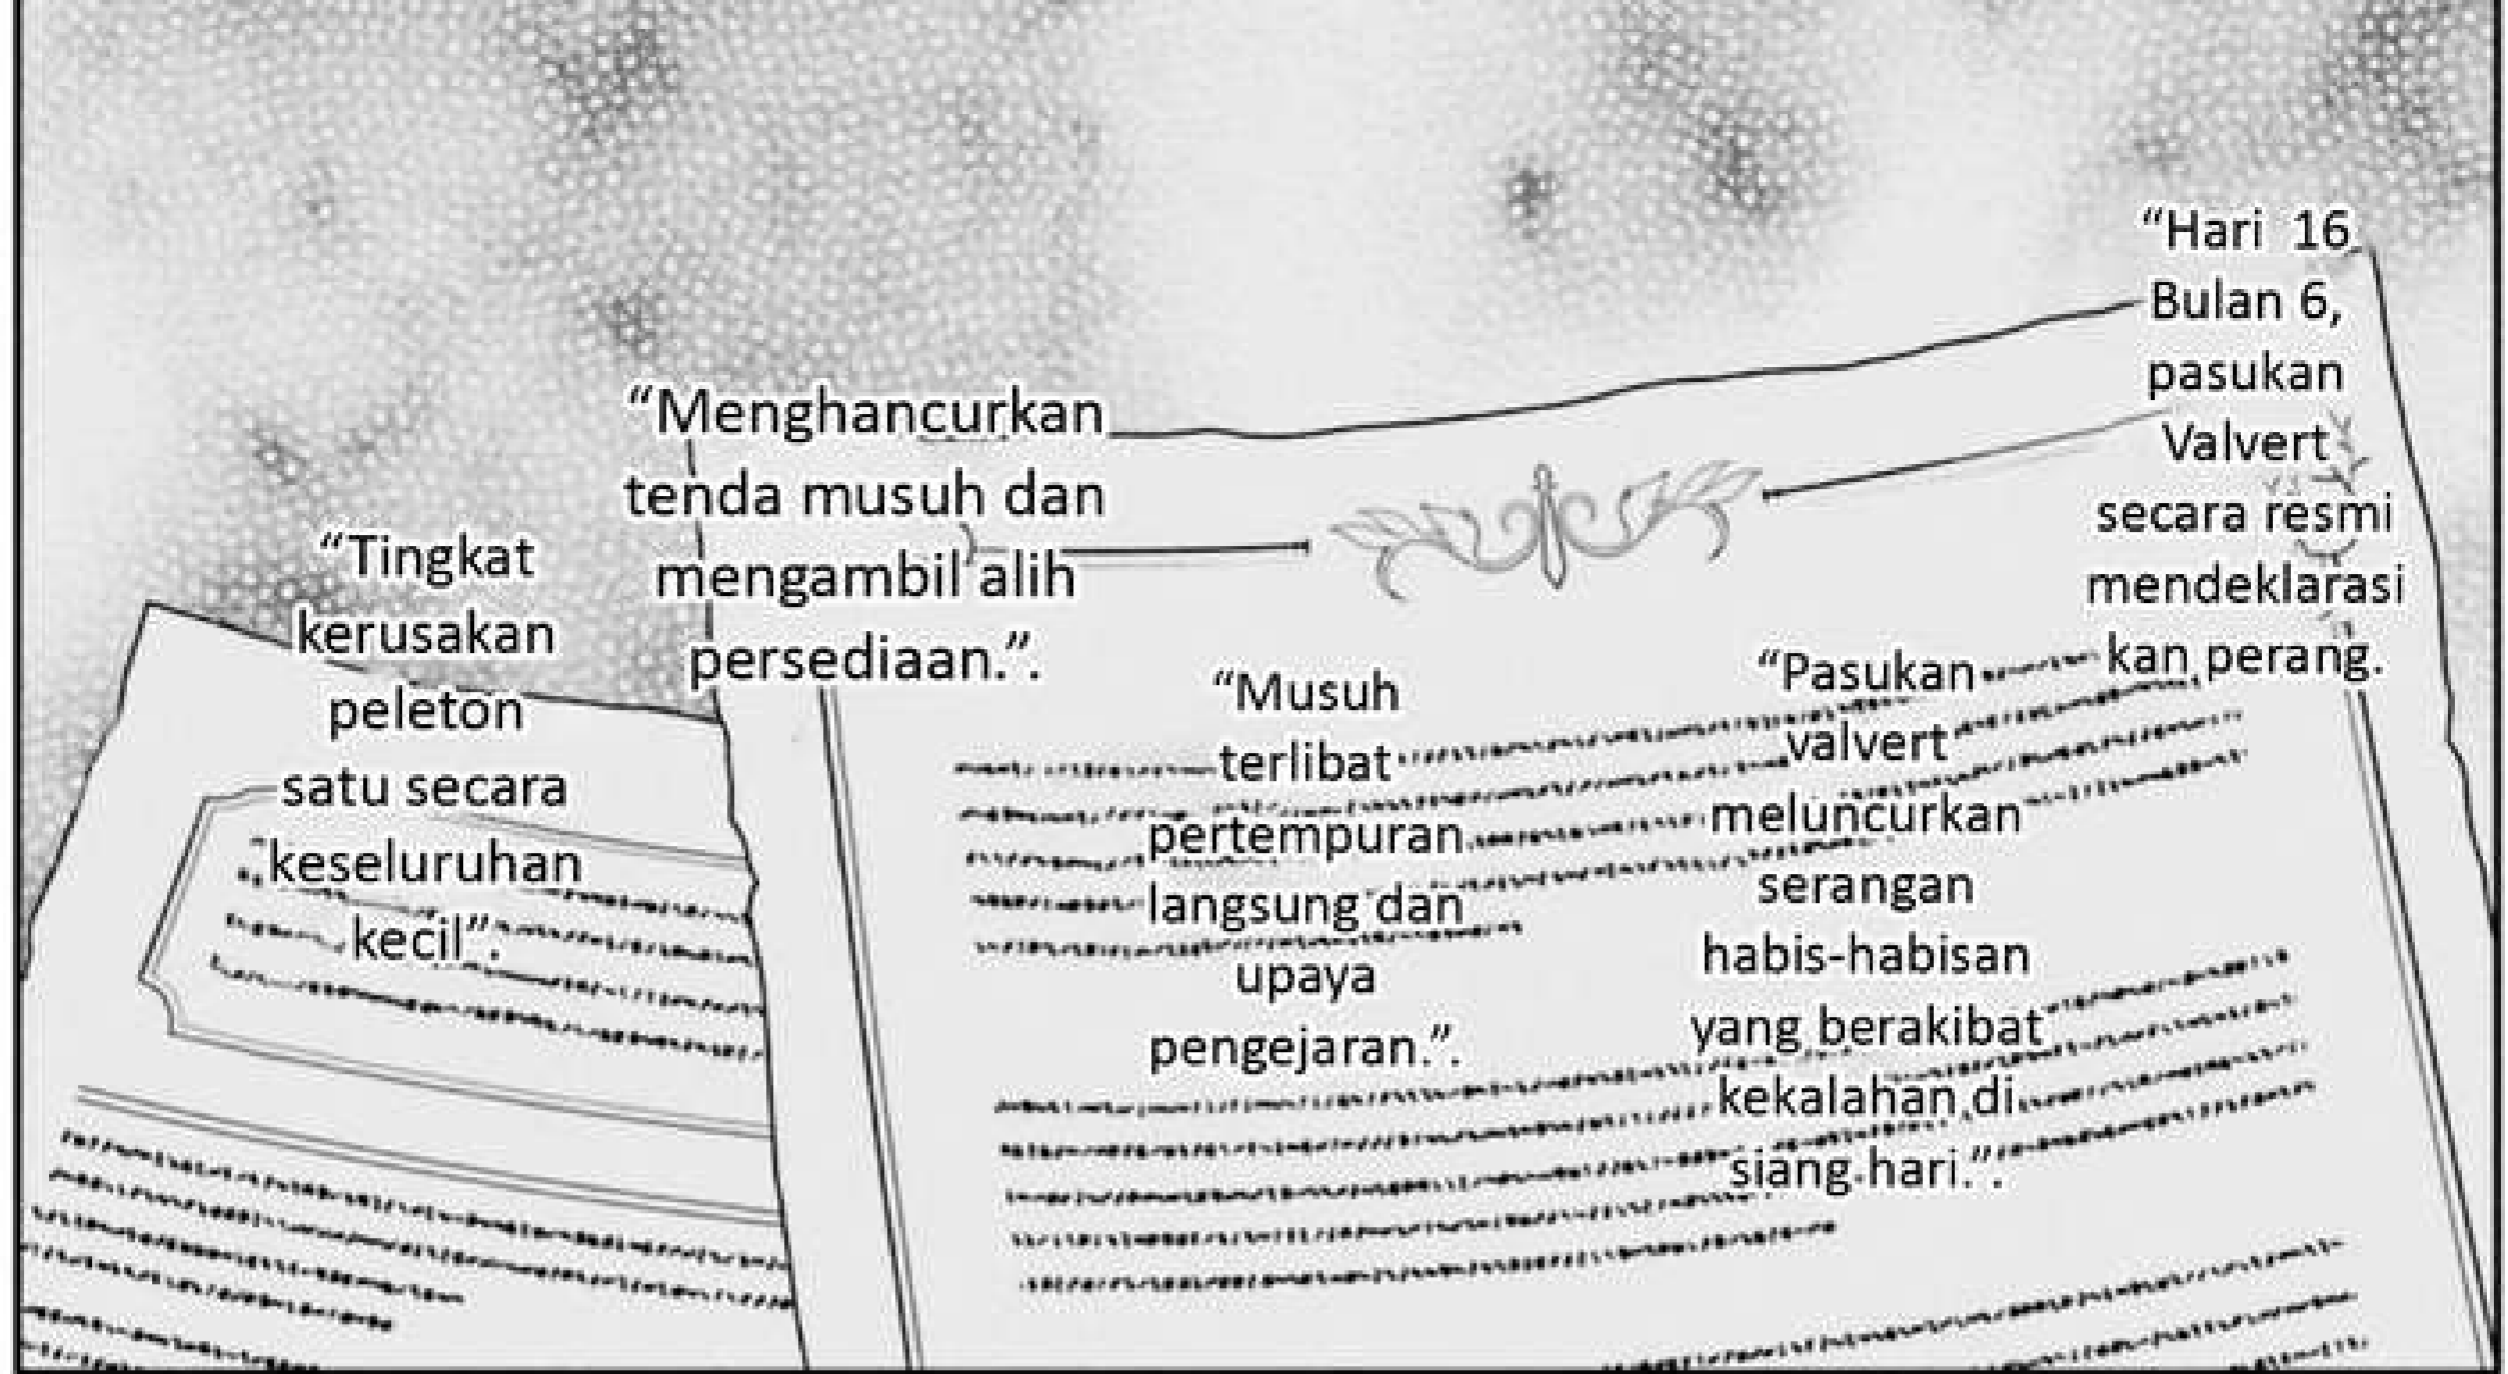 “Hari 16
Bulan 6,
pasukan
Valvert
secara resmi
mendeklarasi
kan perang.
“Pasukan
valvert
meluncurkan
serangan
habis-habisan
yang berakibat
kekalahan di
siang hari.”.
“Musuh
terlibat
pertempuran
langsung dan
upaya
pengejaran.”.
“Menghancurkan
tenda musuh dan
mengambil alih
persediaan.”.
“Tingkat
kerusakan
peleton
satu secara
keseluruhan
kecil”.